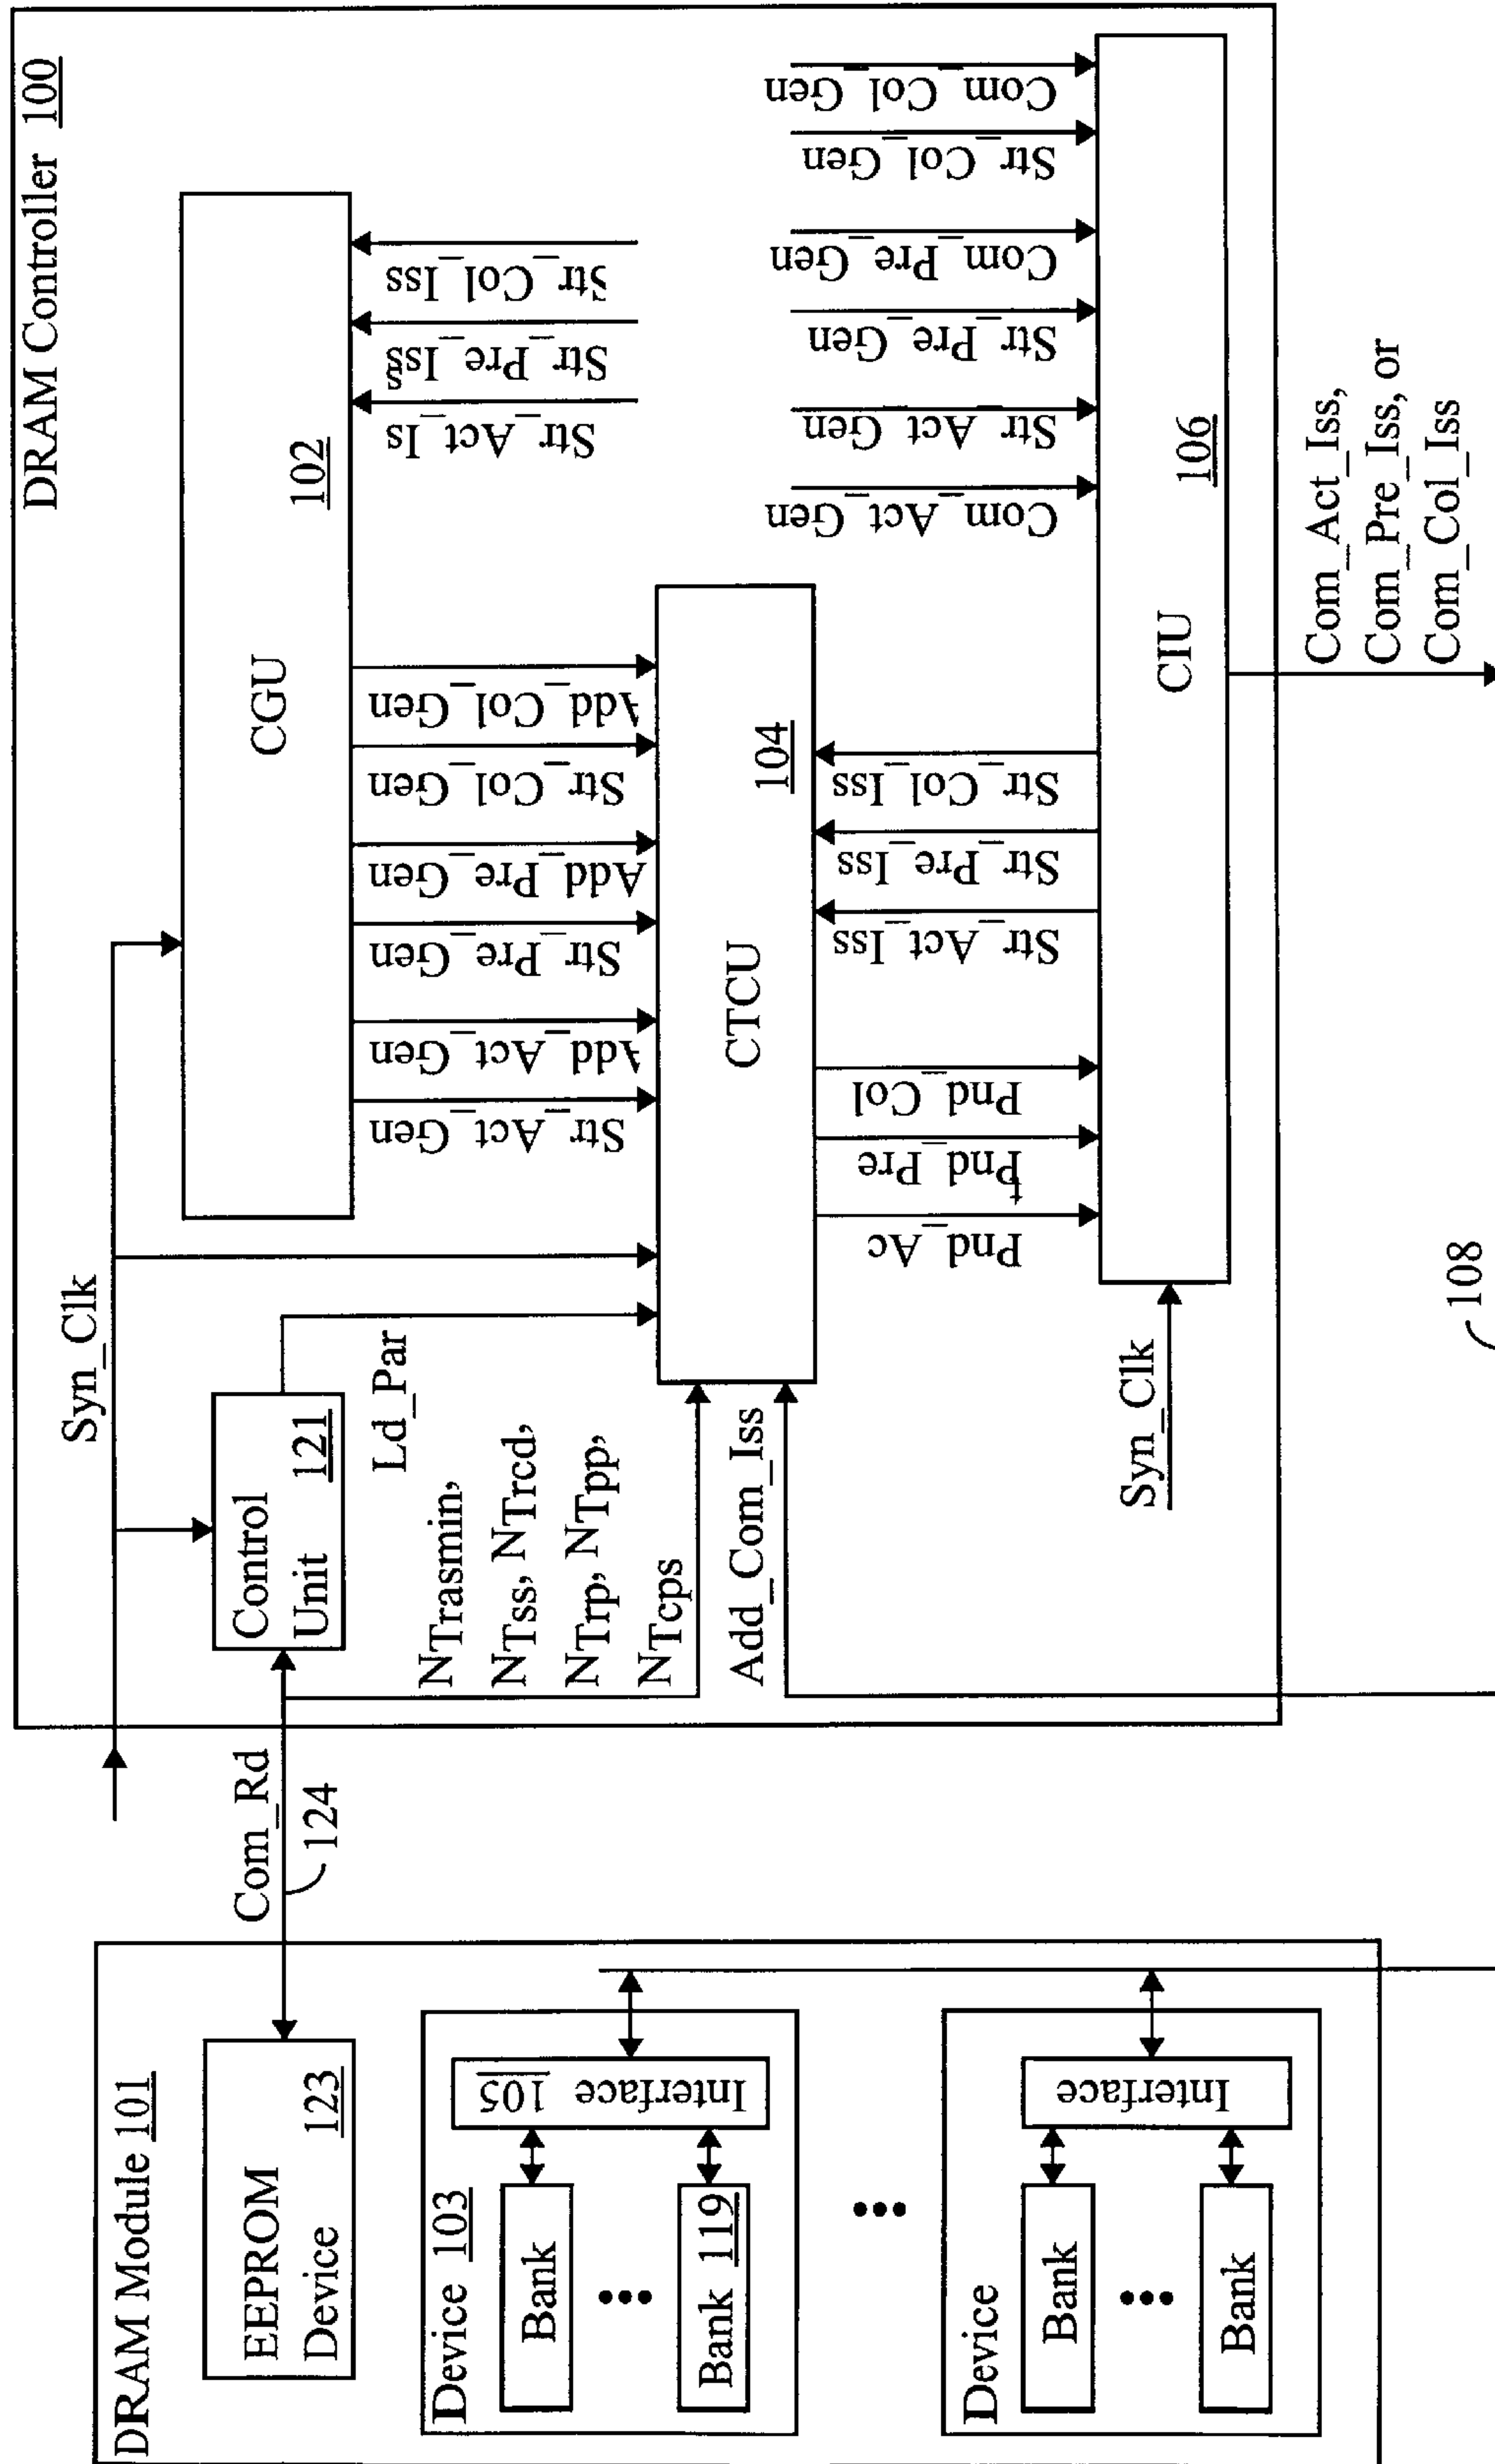 DRAM Controller 100
Syn_Clk
CGU 102
Str_Act_Is
s
Str_Pre_Iss
Str_Col_Iss
Control
Unit 121
Ld_Par
Str_Act_Gen
Add_Act_Gen
Str_Pre_Gen
Add_Pre_Gen
Str_Col_Gen
Add_Col_Gen
NTrasmin,
NTss, NTrcd,
NTrp, NTpp,
NTcps
Add_Com_Iss
CTCU 104
Pnd_Ac
t
Pnd_Pre
Pnd_Col
Str_Act_Iss
Str_Pre_Iss
Str_Col_Iss
Com_Act_Gen
Str_Act_Gen
Str_Pre_Gen
Com_Pre_Gen
Str_Col_Gen
Com_Col_Gen
Syn_Clk
CIU 106
Com_Act_Iss,
Com_Pre_Iss, or
Com_Col_Iss
108
Com_Rd
124
DRAM Module 101
EEPROM
Device 123
Device 103
Bank
Bank 119
Interface 105
Device
Bank
Bank
Interface